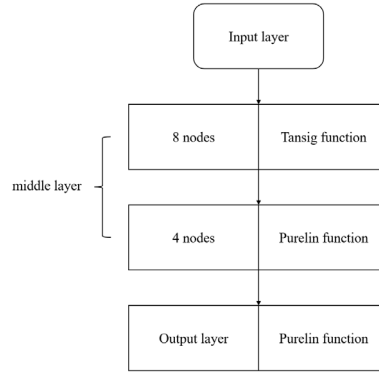 Input layer
8 nodes Tansig function
middle layer
4 nodes Purelin function
Output layer Purelin function